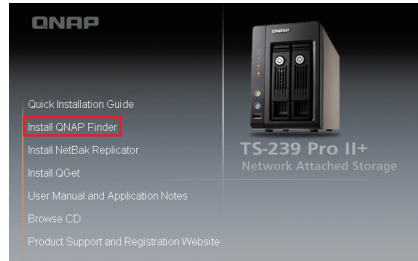 QNAP
Quick Installation Guide
Install QNAP Finder
Install NetBak Replicator
Install QGet
User Manual and Application Notes
Browse CD
Product Support and Registration Website
TS-239 Pro II+
Network Attached Storage